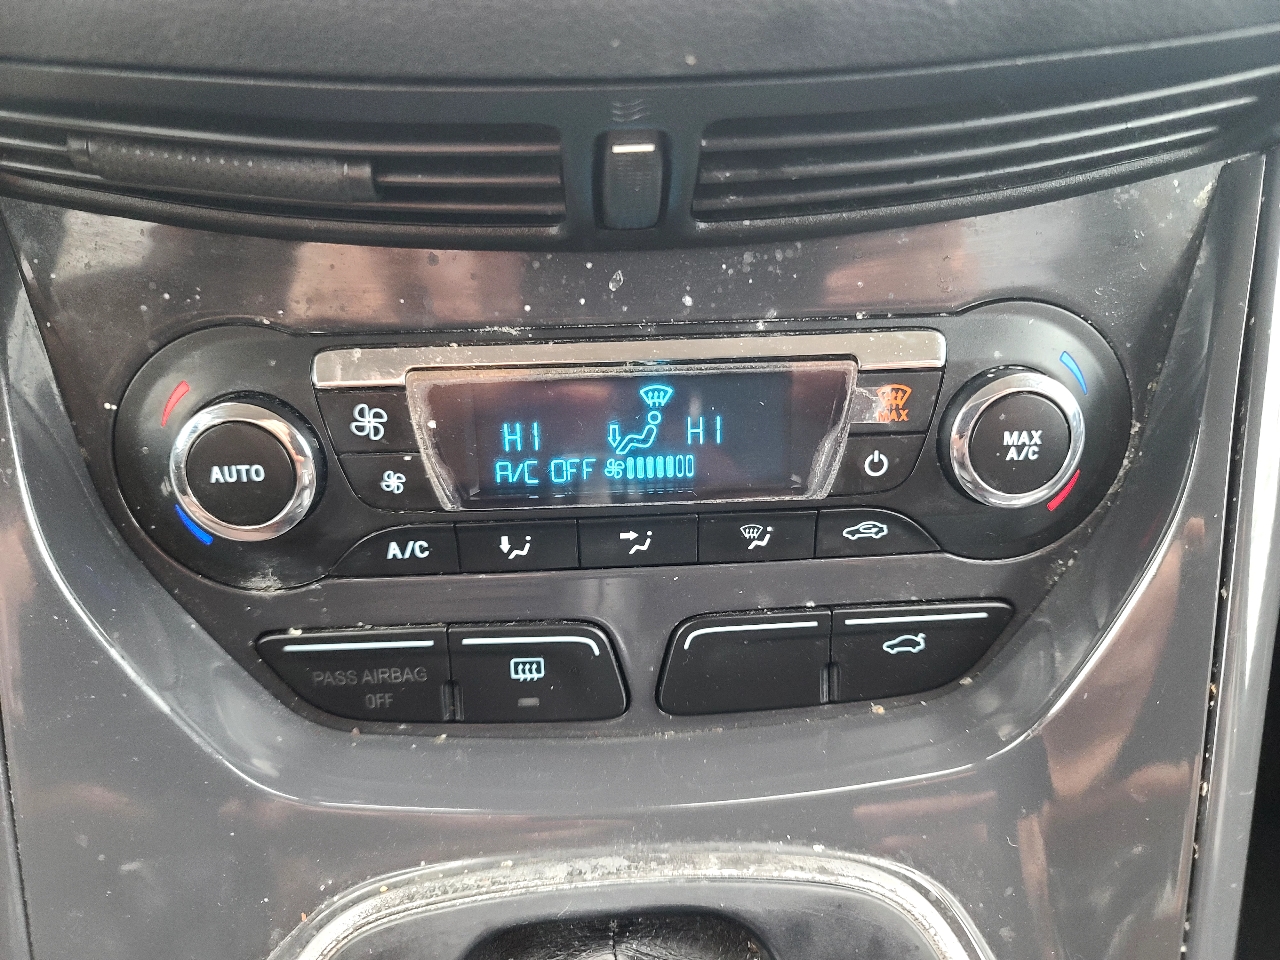 MAX
HI HI
A/C OFF
AUTO
MAX
A/C
A/C
PASS AIRBAG
OFF